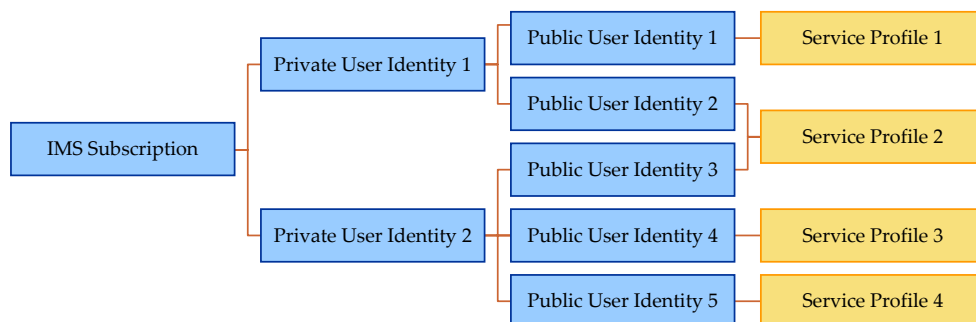 Public User Identity 1
Service Profile 1
Private User Identity 1
Public User Identity 2
IMS Subscription
Service Profile 2
Public User Identity 3
Private User Identity 2
Public User Identity 4
Service Profile 3
Public User Identity 5
Service Profile 4